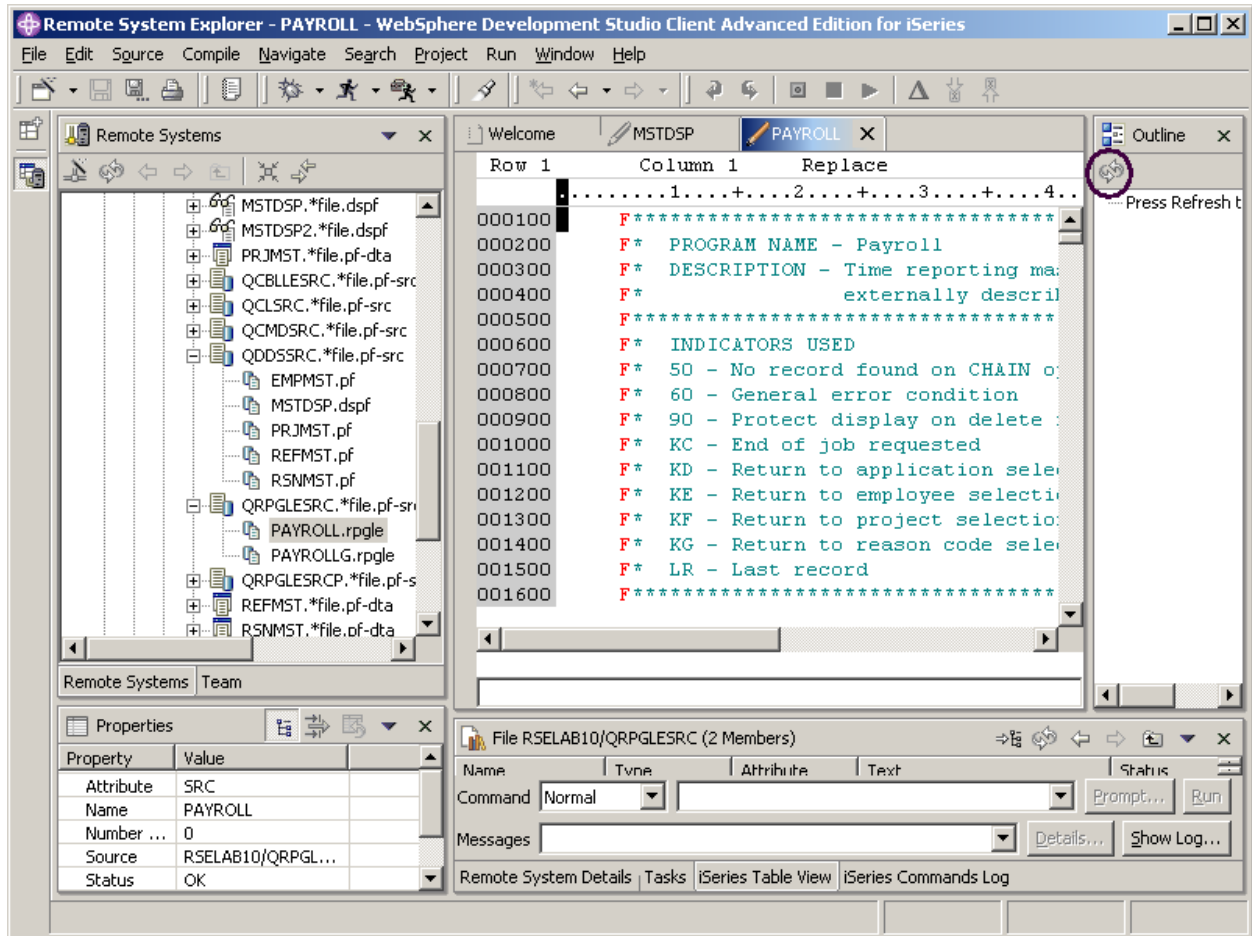 Remote System Explorer - PAYROLL - WebSphere Development Studio Client Advanced Edition for iSeries
File Edit Source Compile Navigate Search Project Run Window Help
Remote Systems
MSTDSP.*file.dspf
MSTDSP2.*file.dspf
PRJMST.*file.pf-dta
QCBLLESRC.*file.pf-src
QCLSRC.*file.pf-src
QCMDSRC.*file.pf-src
QDDSSRC.*file.pf-src
EMPMST.pf
MSTDSP.dspf
PRJMST.pf
REFMST.pf
RSNMST.pf
QRPGLESRC.*file.pf-sr
PAYROLL.rpgle
PAYROLLG.rpgle
QRPGLESRCP.*file.pf-s
REFMST.*file.pf-dta
RSNMST.*file.pf-dta
Remote Systems Team
Welcome MSTDSP PAYROLL
Row 1 Column 1 Replace
.........1....+....2....+....3....+....4..
000100 F***********************************
000200 F* PROGRAM NAME - Payroll
000300 F* DESCRIPTION - Time reporting ma
000400 F* externally descri
000500 F***********************************
000600 F* INDICATORS USED
000700 F* 50 - No record found on CHAIN o
000800 F* 60 - General error condition
000900 F* 90 - Protect display on delete
001000 F* KC - End of job requested
001100 F* KD - Return to application sele
001200 F* KE - Return to employee selecti
001300 F* KF - Return to project selectio
001400 F* KG - Return to reason code sele
001500 F* LR - Last record
001600 F***********************************
Outline
Press Refresh t
Properties
Property Value
Attribute SRC
Name PAYROLL
Number ... 0
Source RSELAB10/QRPGL...
Status OK
File RSELAB10/QRPGLESRC (2 Members)
Name Type Attribute Text Status
Command Normal Prompt... Run
Messages Details... Show Log...
Remote System Details Tasks iSeries Table View iSeries Commands Log